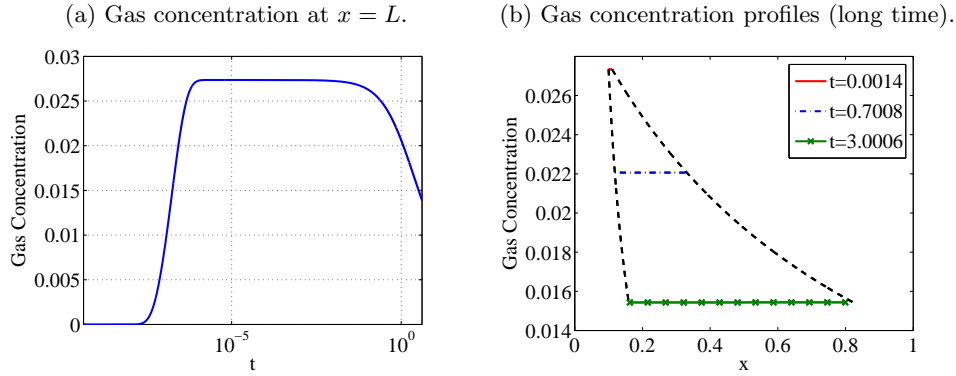 (a) Gas concentration at x = L.
0.03
0.025
0.02
0.015
0.01
0.005
0
10^-5
10^0
t
Gas Concentration
(b) Gas concentration profiles (long time).
0.026
0.024
0.022
0.02
0.018
0.016
0.014
0
0.2
0.4
0.6
0.8
1
x
Gas Concentration
t=0.0014
t=0.7008
t=3.0006